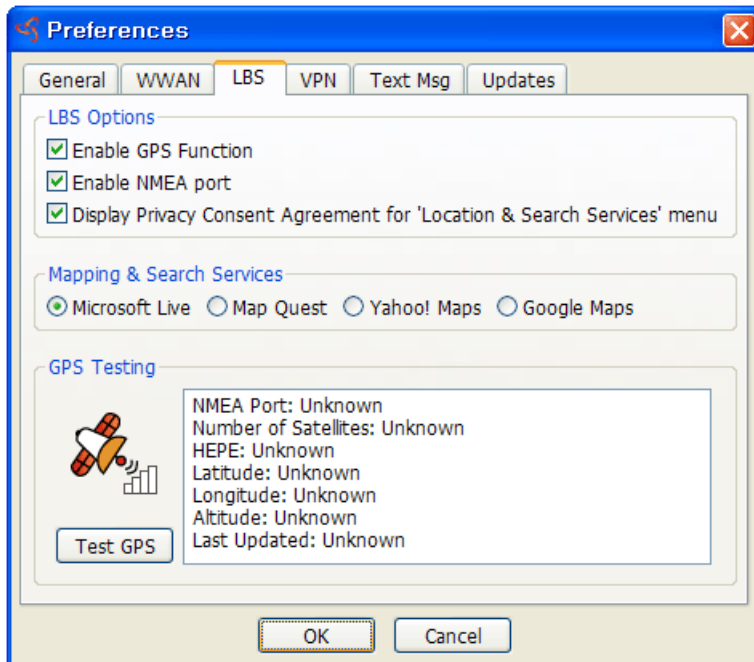 Preferences
General WWAN LBS VPN Text Msg Updates
LBS Options
Enable GPS Function
Enable NMEA port
Display Privacy Consent Agreement for 'Location & Search Services' menu
Mapping & Search Services
Microsoft Live Map Quest Yahoo! Maps Google Maps
GPS Testing
NMEA Port: Unknown
Number of Satellites: Unknown
HEPE: Unknown
Latitude: Unknown
Longitude: Unknown
Altitude: Unknown
Last Updated: Unknown
Test GPS
OK Cancel